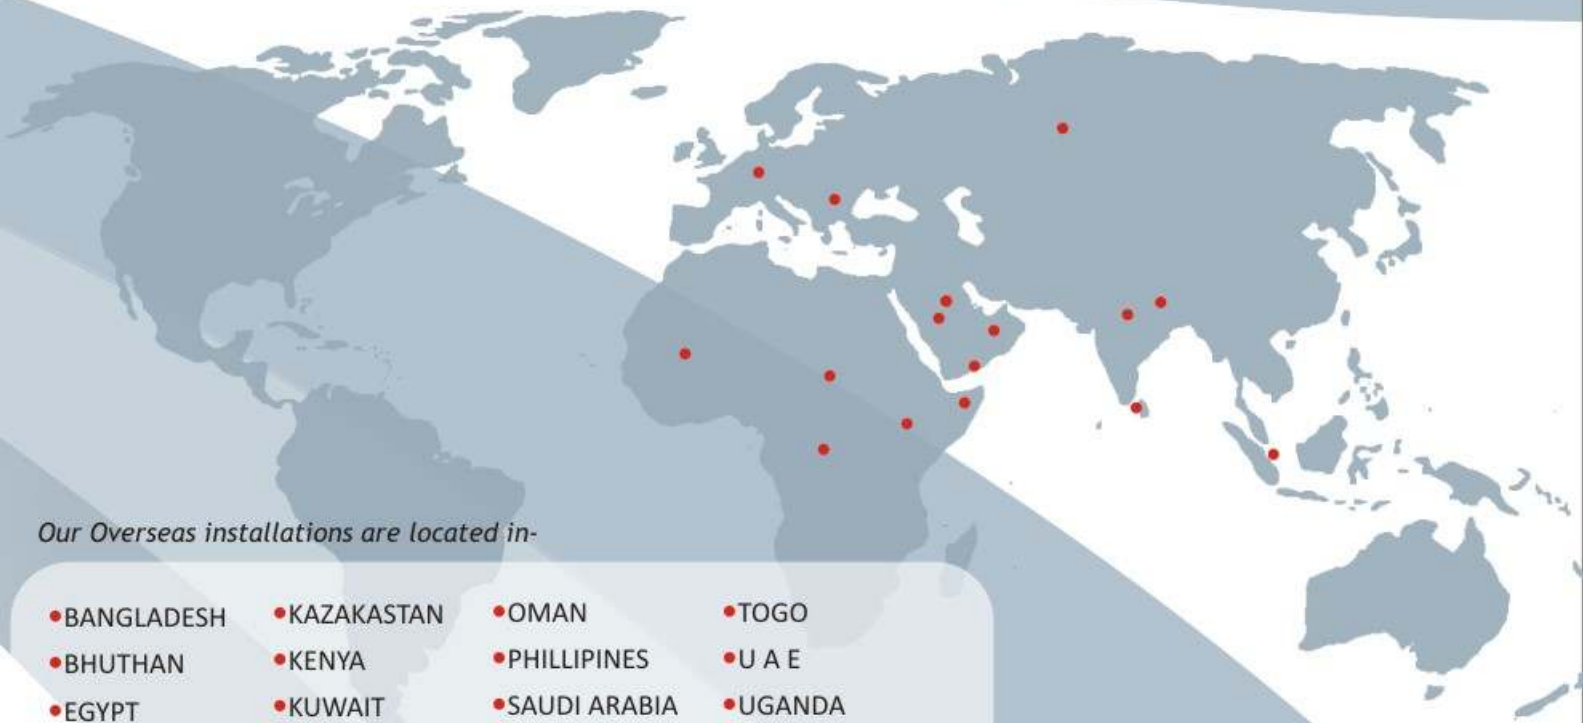 Our Overseas installations are located in-
•BANGLADESH •KAZAKASTAN •OMAN •TOGO
•BHUTHAN •KENYA •PHILLIPINES •U A E
•EGYPT •KUWAIT •SAUDI ARABIA •UGANDA